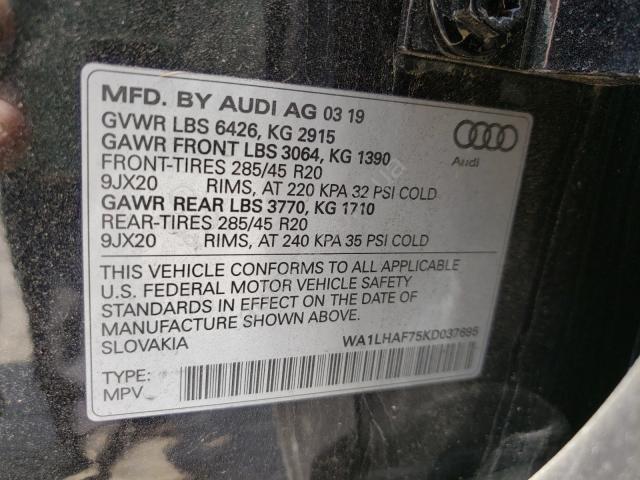 MFD. BY AUDI AG 03 19
GVWR LBS 6426, KG 2915
GAWR FRONT LBS 3064, KG 1390
FRONT-TIRES 285/45 R20
9JX20 RIMS, AT 220 KPA 32 PSI COLD
GAWR REAR LBS 3770, KG 1710
REAR-TIRES 285/45 R20
9JX20 RIMS, AT 240 KPA 35 PSI COLD
Audi
THIS VEHICLE CONFORMS TO ALL APPLICABLE
U.S. FEDERAL MOTOR VEHICLE SAFETY
STANDARDS IN EFFECT ON THE DATE OF
MANUFACTURE SHOWN ABOVE.
SLOVAKIA
WA1LHAF75KD037695
TYPE:
MPV